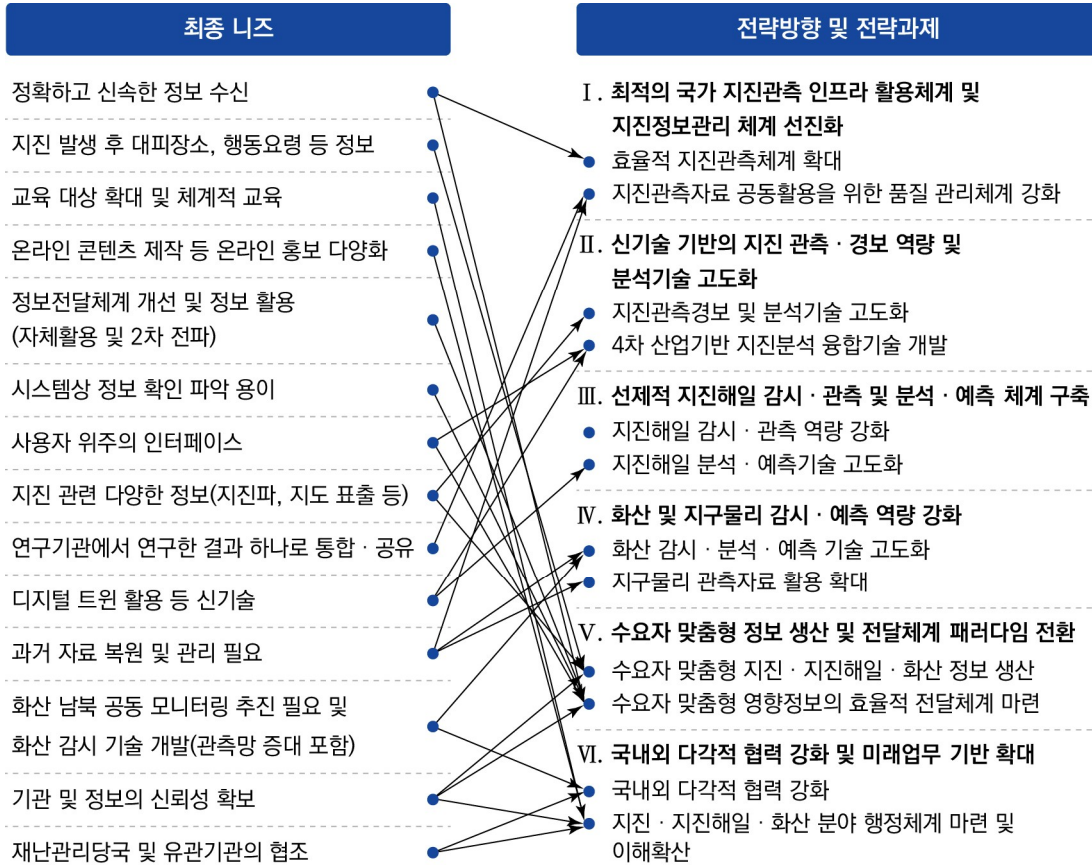 최종 니즈
정확하고 신속한 정보 수신
지진 발생 후 대피장소, 행동요령 등 정보
교육 대상 확대 및 체계적 교육
온라인 콘텐츠 제작 등 온라인 홍보 다양화
정보전달체계 개선 및 정보 활용
(자체활용 및 2차 전파)
시스템상 정보 확인 파악 용이
사용자 위주의 인터페이스
지진 관련 다양한 정보(지진파, 지도 표출 등)
연구기관에서 연구한 결과 하나로 통합 · 공유
디지털 트윈 활용 등 신기술
과거 자료 복원 및 관리 필요
화산 남북 공동 모니터링 추진 필요 및
화산 감시 기술 개발(관측망 증대 포함)
기관 및 정보의 신뢰성 확보
재난관리당국 및 유관기관의 협조
전략방향 및 전략과제
Ⅰ. 최적의 국가 지진관측 인프라 활용체계 및
지진정보관리 체계 선진화
효율적 지진관측체계 확대
지진관측자료 공동활용을 위한 품질 관리체계 강화
Ⅱ. 신기술 기반의 지진 관측 · 경보 역량 및
분석기술 고도화
지진관측경보 및 분석기술 고도화
4차 산업기반 지진분석 융합기술 개발
Ⅲ. 선제적 지진해일 감시 · 관측 및 분석 · 예측 체계 구축
지진해일 감시 · 관측 역량 강화
지진해일 분석 · 예측기술 고도화
Ⅳ. 화산 및 지구물리 감시 · 예측 역량 강화
화산 감시 · 분석 · 예측 기술 고도화
지구물리 관측자료 활용 확대
Ⅴ. 수요자 맞춤형 정보 생산 및 전달체계 패러다임 전환
수요자 맞춤형 지진 · 지진해일 · 화산 정보 생산
수요자 맞춤형 영향정보의 효율적 전달체계 마련
Ⅵ. 국내외 다각적 협력 강화 및 미래업무 기반 확대
국내외 다각적 협력 강화
지진 · 지진해일 · 화산 분야 행정체계 마련 및
이해확산